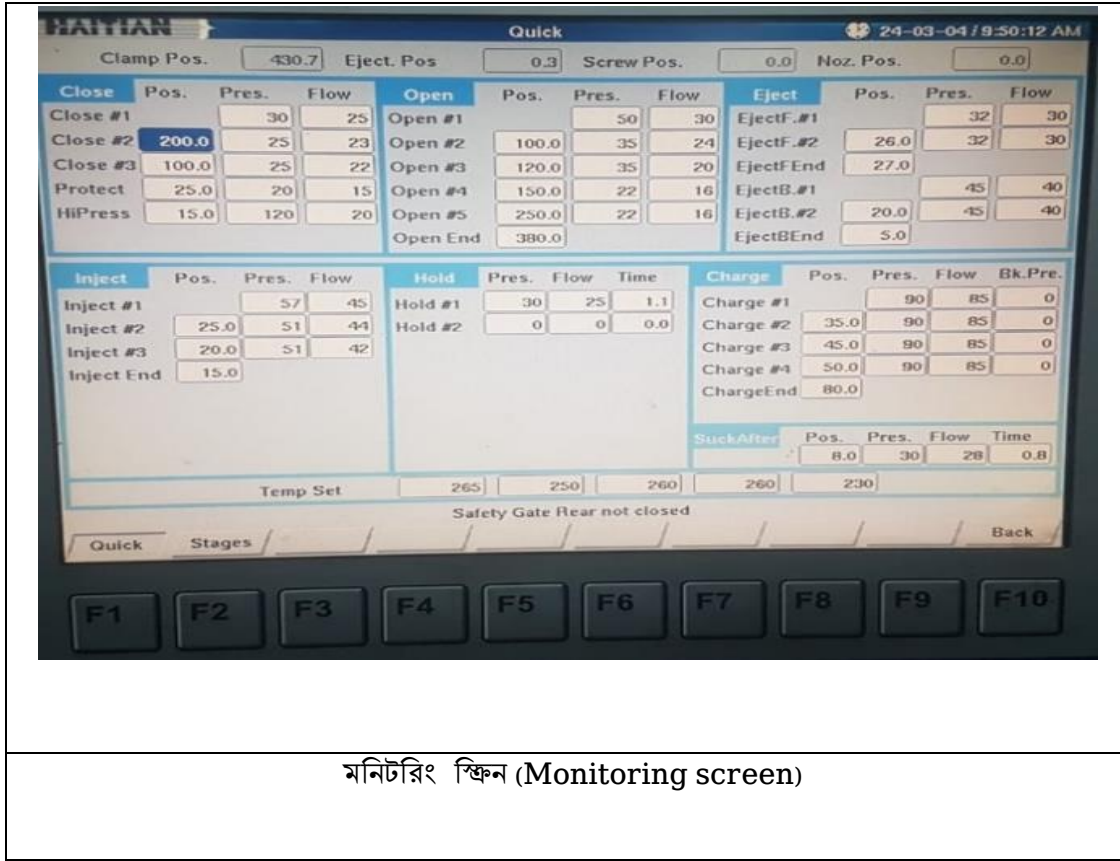 HAITIAN Quick 24-03-04 / 9:50:12 AM
Clamp Pos. 430.7 Eject. Pos 0.3 Screw Pos. 0.0 Noz. Pos. 0.0
Close Pos. Pres. Flow Open Pos. Pres. Flow Eject Pos. Pres. Flow
Close #1 30 25 Open #1 50 30 EjectF.#1 32 30
Close #2 200.0 25 23 Open #2 100.0 35 24 EjectF.#2 26.0 32 30
Close #3 100.0 25 22 Open #3 120.0 35 20 EjectFEnd 27.0
Protect 25.0 20 15 Open #4 150.0 22 16 EjectB.#1 45 40
HiPress 15.0 120 20 Open #5 250.0 22 16 EjectB.#2 20.0 45 40
Open End 380.0 EjectBEnd 5.0
Inject Pos. Pres. Flow Hold Pres. Flow Time Charge Pos. Pres. Flow Bk.Pre.
Inject #1 57 45 Hold #1 30 25 1.1 Charge #1 90 85 0
Inject #2 25.0 51 44 Hold #2 0 0 0.0 Charge #2 35.0 90 85 0
Inject #3 20.0 51 42 Charge #3 45.0 90 85 0
Inject End 15.0 Charge #4 50.0 90 85 0
ChargeEnd 80.0
SuckAfter Pos. Pres. Flow Time
8.0 30 28 0.8
Temp Set 265 250 260 260 230
Safety Gate Rear not closed
Quick Stages Back
F1 F2 F3 F4 F5 F6 F7 F8 F9 F10
মনিটরিং স্ক্রিন (Monitoring screen)